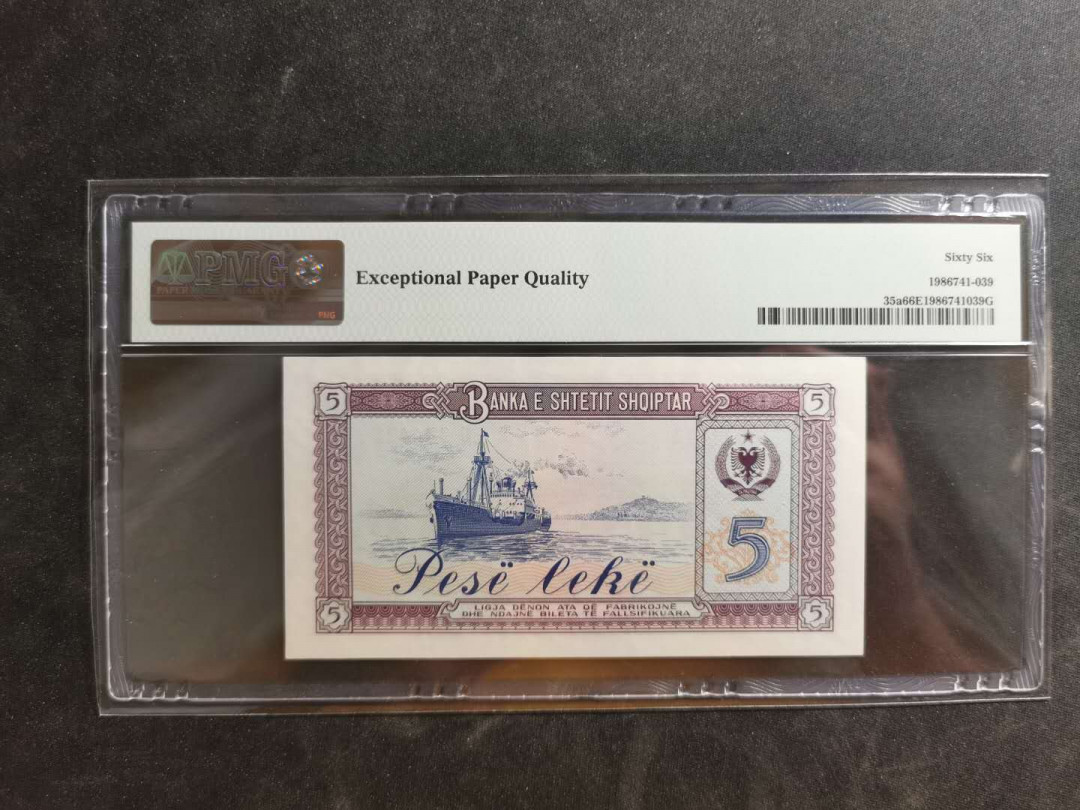 PMG
PMG
Exceptional Paper Quality
Sixty Six
1986741-039
35a66E1986741039G
5
BANKA E SHTETIT SHQIPTAR
5
5
Pesë lekë
5
LIGJA DËNON ATA QË FABRIKOJNË
DHE NDAJNË BILETA TË FALLSIFIKUARA
5